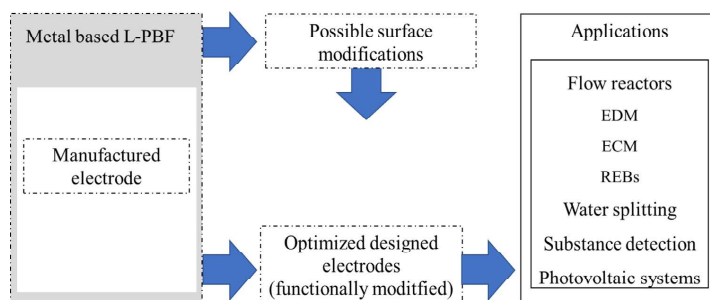 Metal based L-PBF
Manufactured
electrode
Possible surface
modifications
Optimized designed
electrodes
(functionally moditfied)
Applications
Flow reactors
EDM
ECM
REBs
Water splitting
Substance detection
Photovoltaic systems